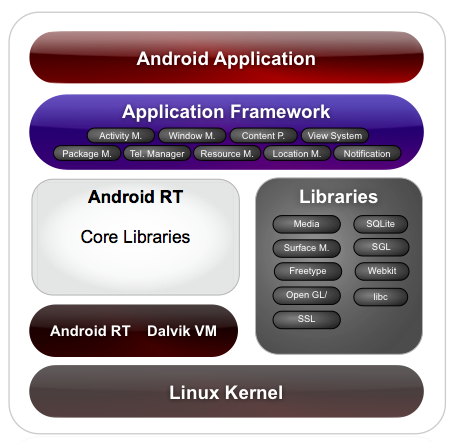 Android Application
Application Framework
Activity M. Window M. Content P. View System
Package M. Tel. Manager Resource M. Location M. Notification
Android RT
Core Libraries
Libraries
Media SQLite
Surface M. SGL
Freetype Webkit
Open GL/ libc
SSL
Android RT Dalvik VM
Linux Kernel